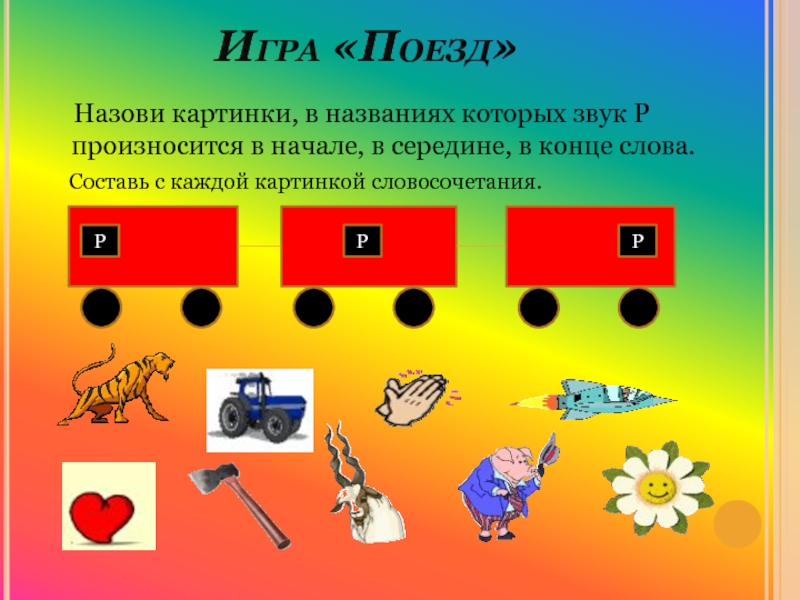 Игра «Поезд»
Назови картинки, в названиях которых звук Р
произносится в начале, в середине, в конце слова.
Составь с каждой картинкой словосочетания.
Р Р Р